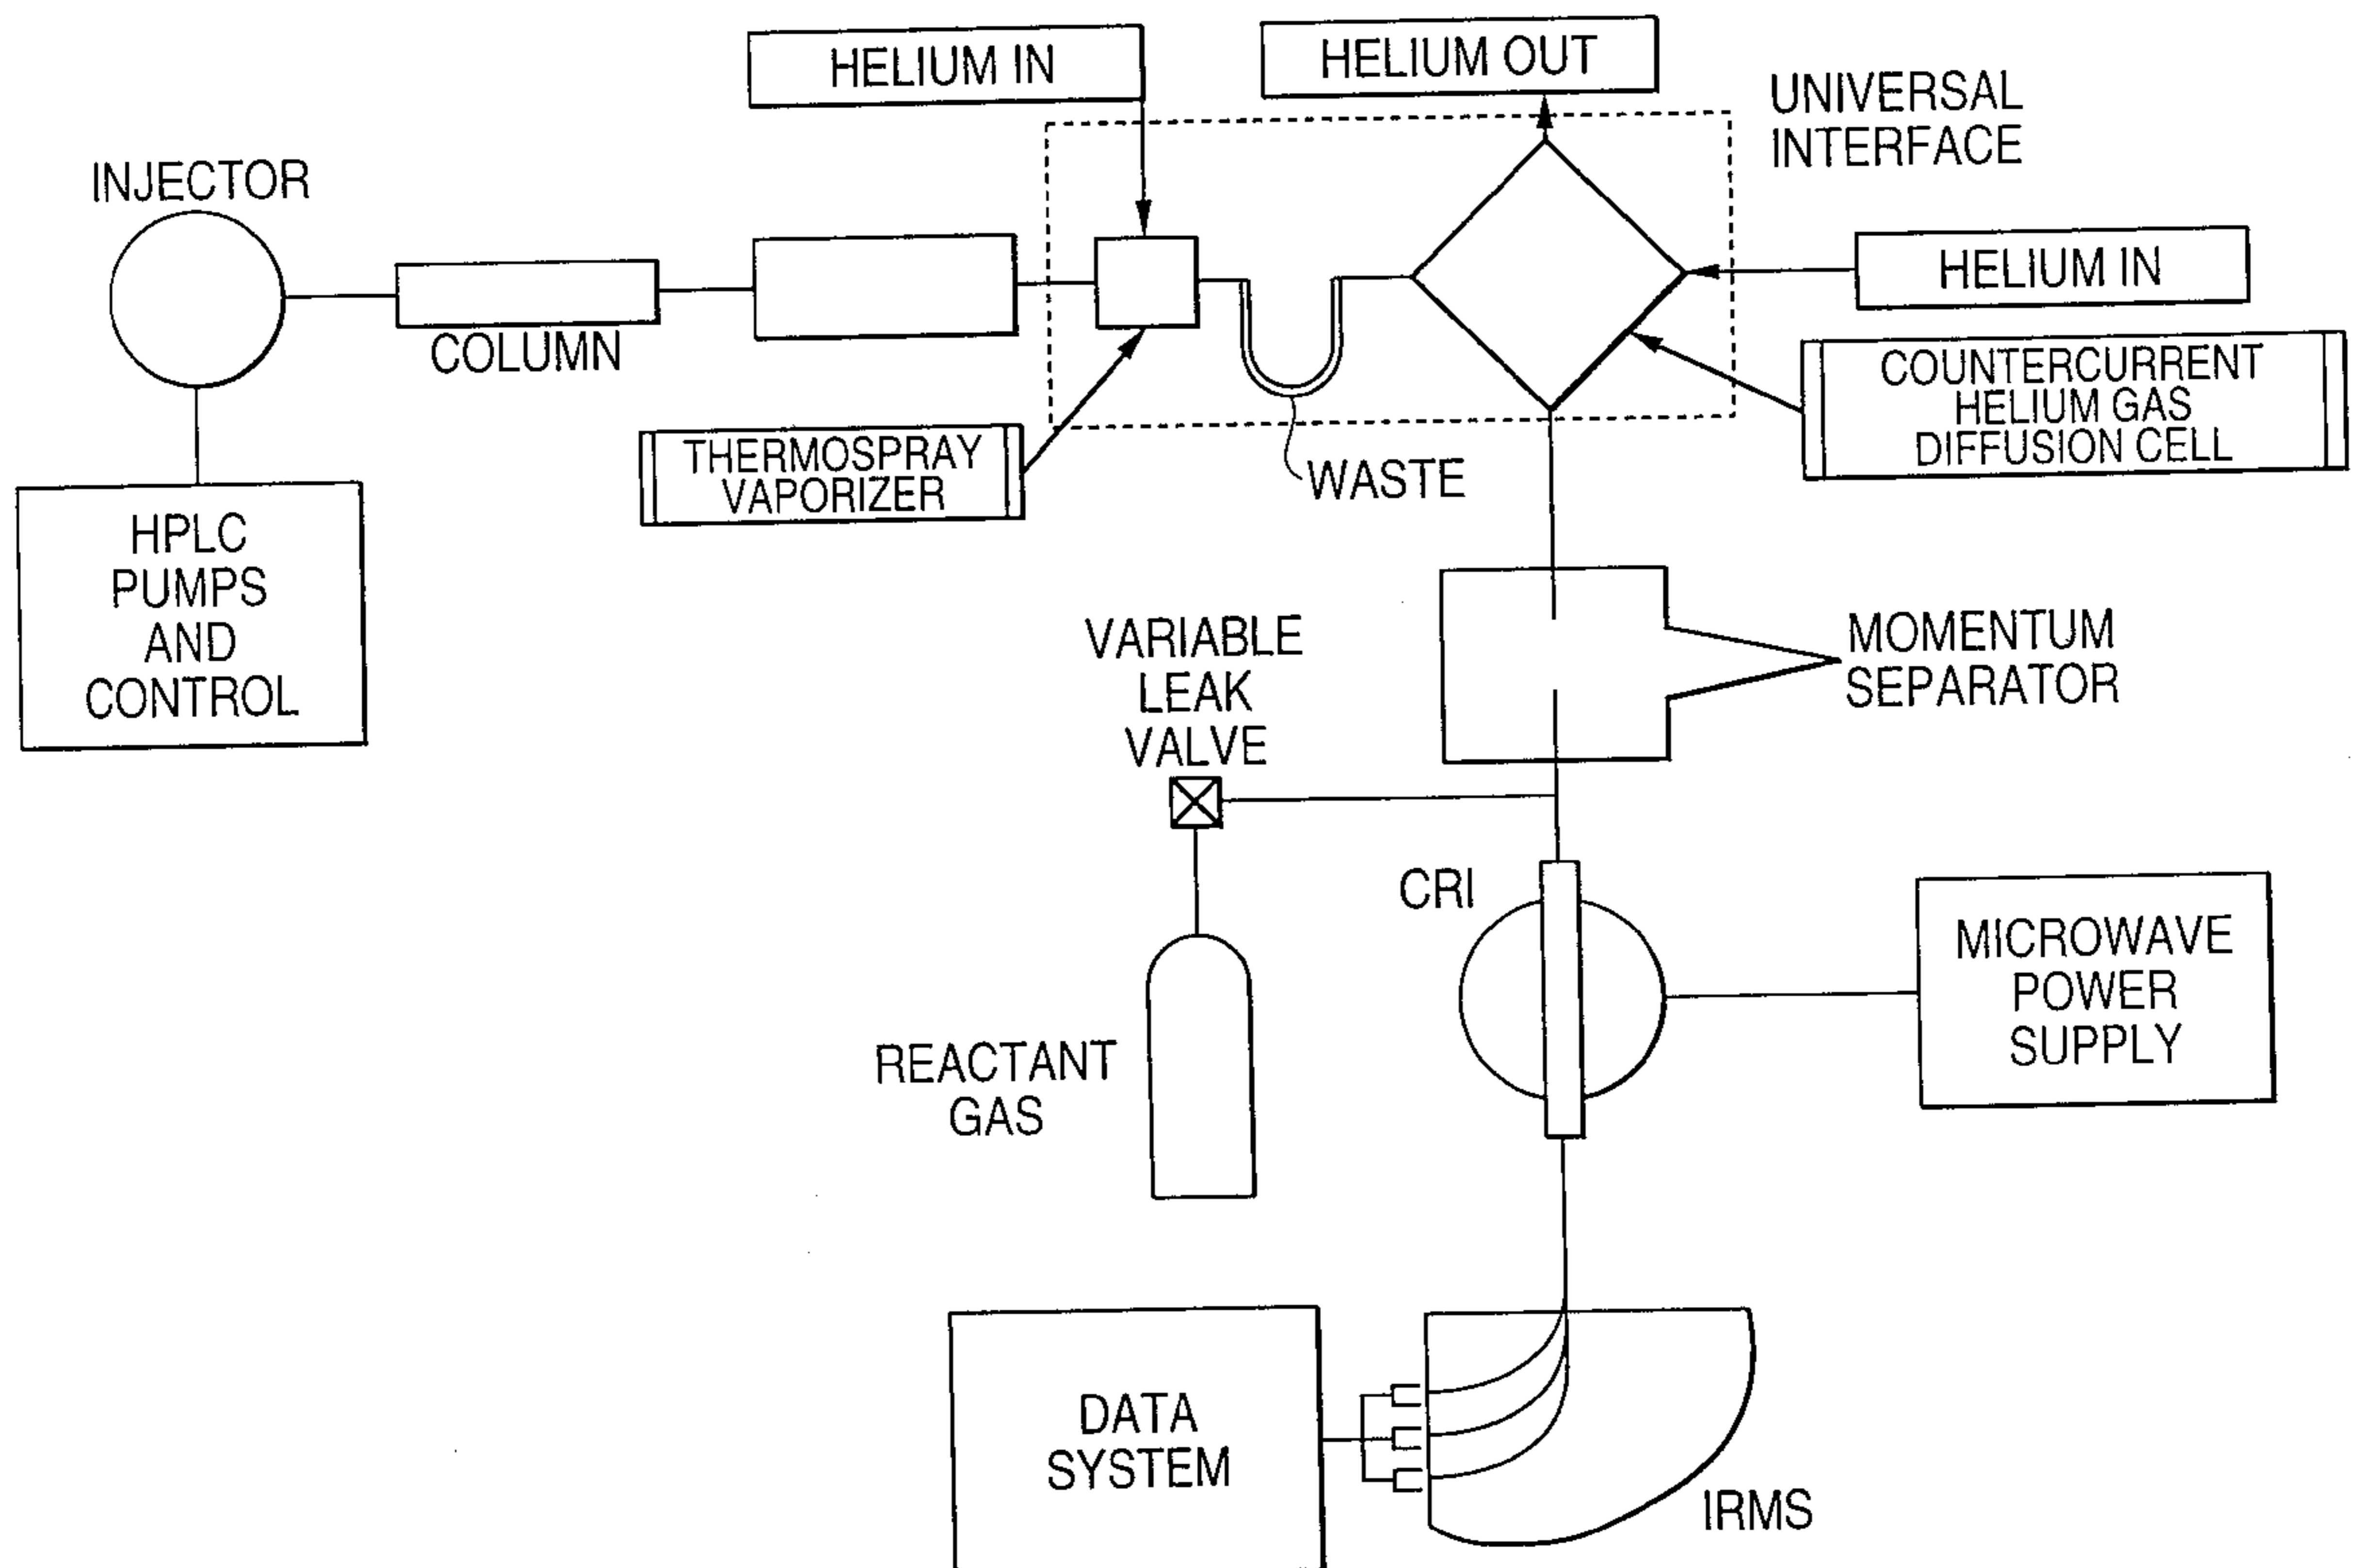 HELIUM IN
HELIUM OUT
UNIVERSAL
INTERFACE
INJECTOR
HELIUM IN
COLUMN
COUNTERCURRENT
HELIUM GAS
DIFFUSION CELL
THERMOSPRAY
VAPORIZER
WASTE
HPLC
PUMPS
AND
CONTROL
VARIABLE
LEAK
VALVE
MOMENTUM
SEPARATOR
CRI
MICROWAVE
POWER
SUPPLY
REACTANT
GAS
DATA
SYSTEM
IRMS